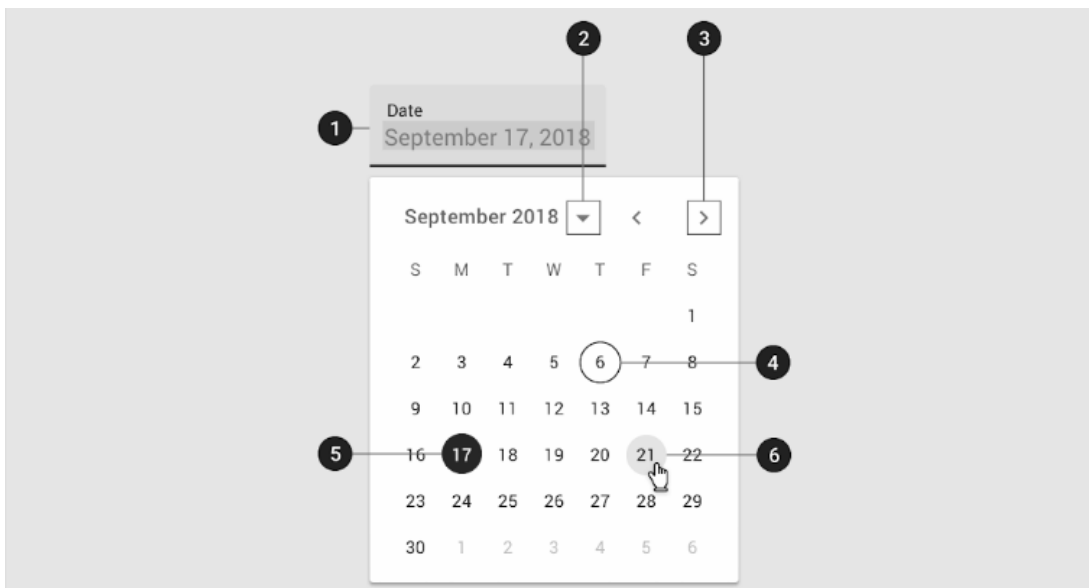 2 3
Date
1
September 17, 2018
September 2018
S M T W T F S
1
2 3 4 5 6 7 8 4
9 10 11 12 13 14 15
5 16 17 18 19 20 21 22 6
23 24 25 26 27 28 29
30 1 2 3 4 5 6